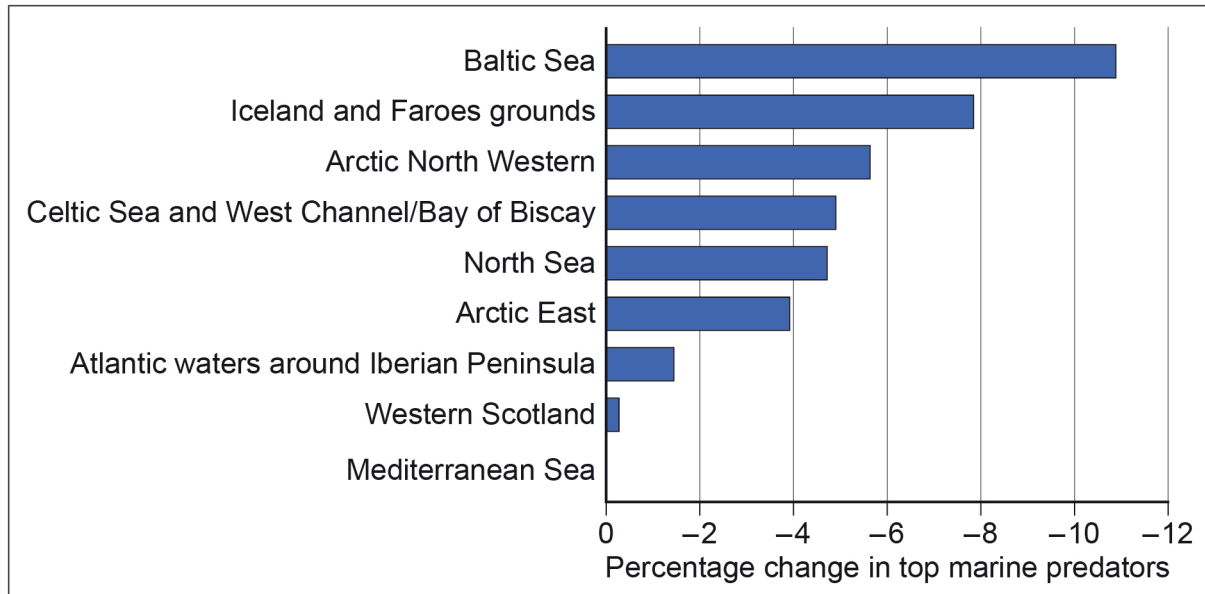 Baltic Sea
Iceland and Faroes grounds
Arctic North Western
Celtic Sea and West Channel/Bay of Biscay
North Sea
Arctic East
Atlantic waters around Iberian Peninsula
Western Scotland
Mediterranean Sea
0 –2 –4 –6 –8 –10 –12
Percentage change in top marine predators